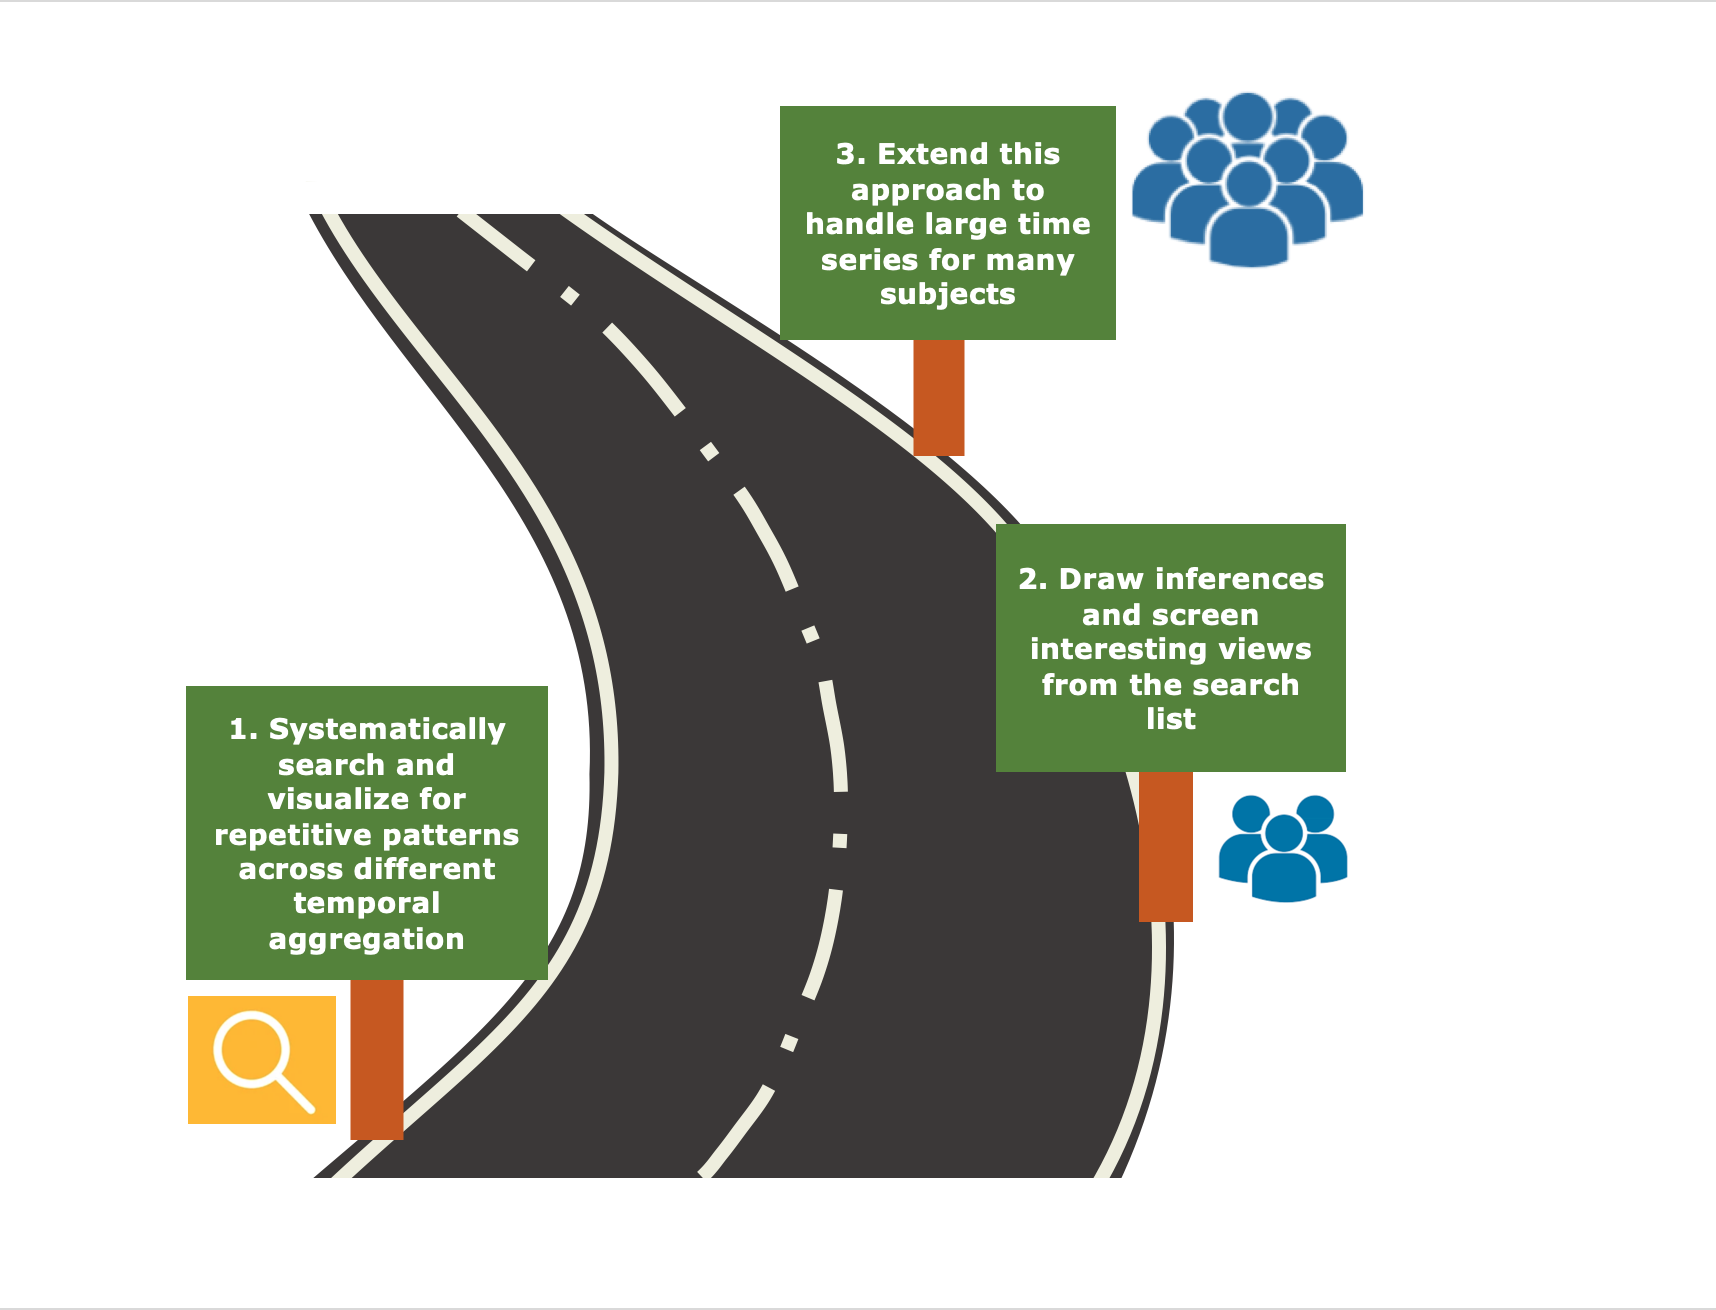 3. Extend this
approach to
handle large time
series for many
subjects
2. Draw inferences
and screen
interesting views
from the search
list
1. Systematically
search and
visualize for
repetitive patterns
across different
temporal
aggregation